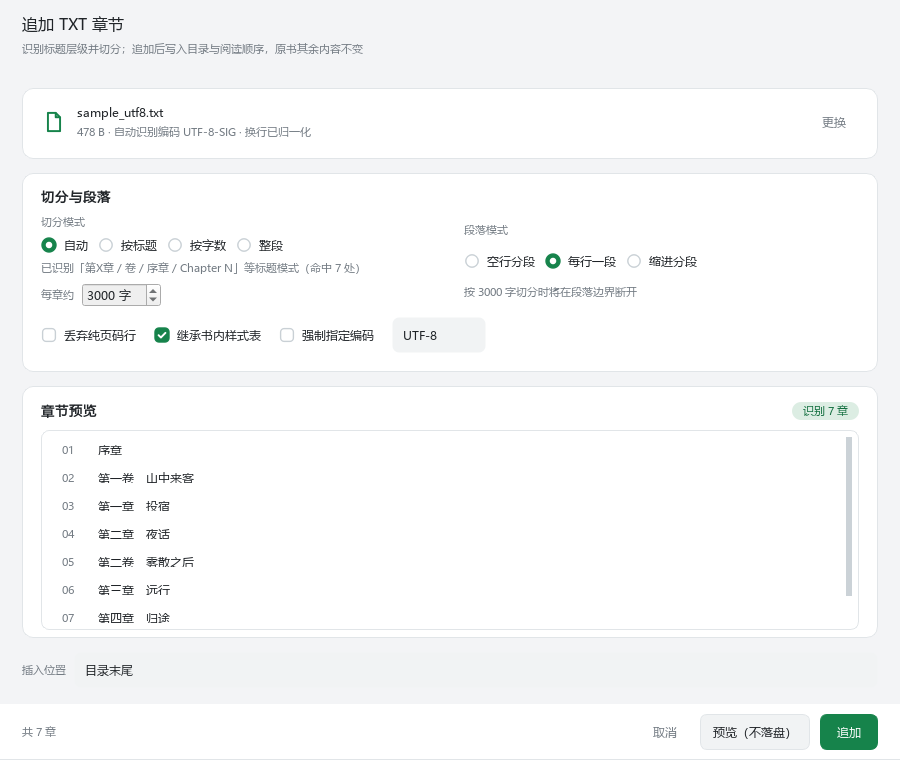 追加 TXT 章节
识别标题层级并切分；追加后写入目录与阅读顺序，原书其余内容不变
sample_utf8.txt
478 B · 自动识别编码 UTF-8-SIG · 换行已归一化
更换
切分与段落
切分模式
自动 按标题 按字数 整段
已识别「第X章 / 卷 / 序章 / Chapter N」等标题模式（命中 7 处）
每章约 3000 字
段落模式
空行分段 每行一段 缩进分段
按 3000 字切分时将在段落边界断开
丢弃纯页码行 继承书内样式表 强制指定编码 UTF-8
章节预览
识别 7 章
01 序章
02 第一卷 山中来客
03 第一章 投宿
04 第二章 夜话
05 第二卷 雾散之后
06 第三章 远行
07 第四章 归途
插入位置 目录末尾
共 7 章
取消 预览（不落盘） 追加